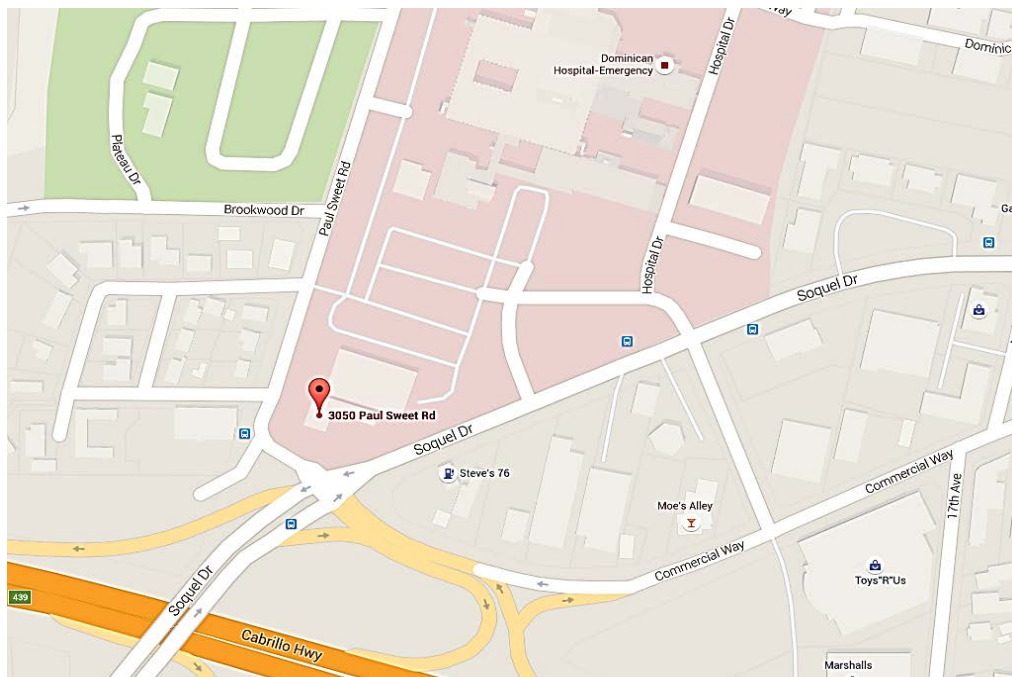 Way
Dominic
Hospital Dr
Dominican
Hospital-Emergency
Plateau Dr
Paul Sweet Rd
Brookwood Dr
Ga
Hospital Dr
Soquel Dr
3050 Paul Sweet Rd
Soquel Dr
Steve's 76
Commercial Way
17th Ave
Moe's Alley
Commercial Way
Toys"R"Us
Soquel Dr
439
Cabrillo Hwy
Marshalls